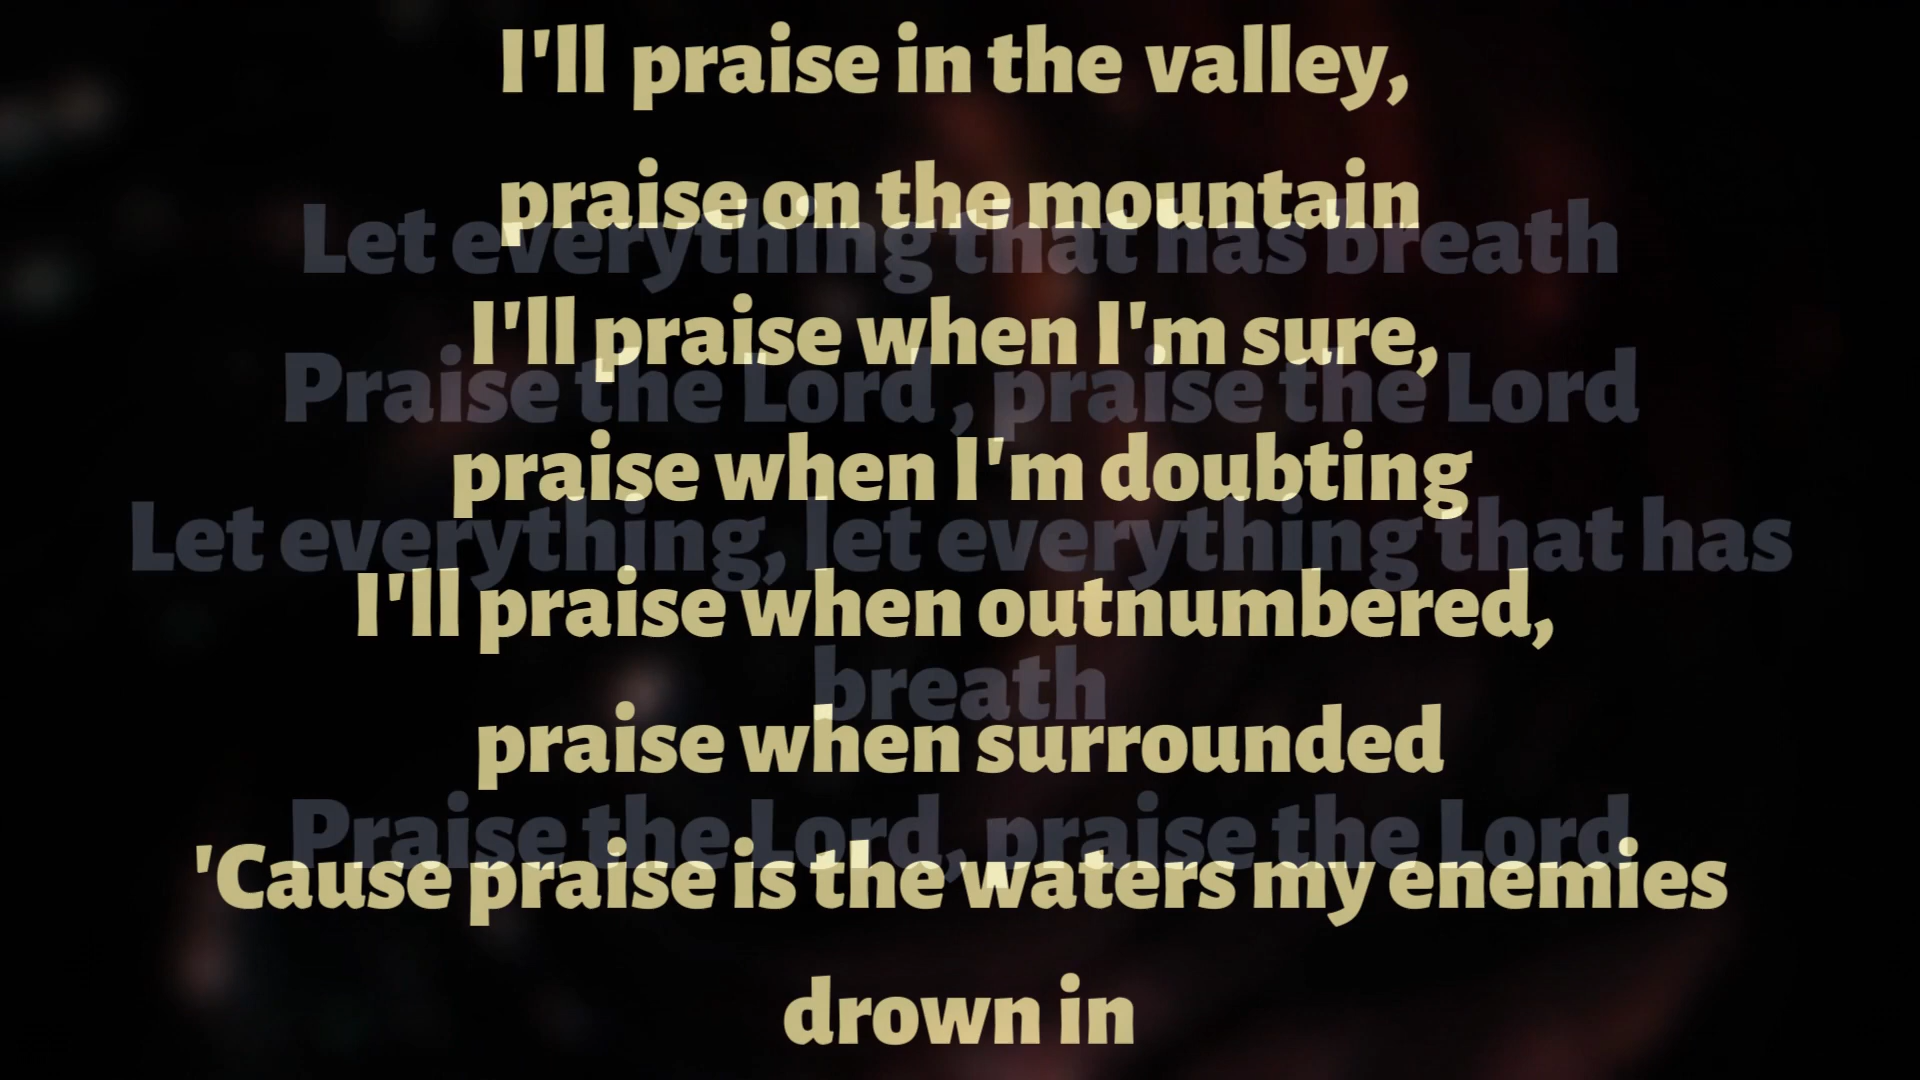 I'll praise in the valley,
praise on the mountain
Let everything that has breath
I'll praise when I'm sure,
Praise the Lord , praise the Lord
praise when I'm doubting
Let everything, let everything that has
I'll praise when outnumbered,
breath
praise when surrounded
Praise the Lord, praise the Lord
'Cause praise is the waters my enemies
drown in